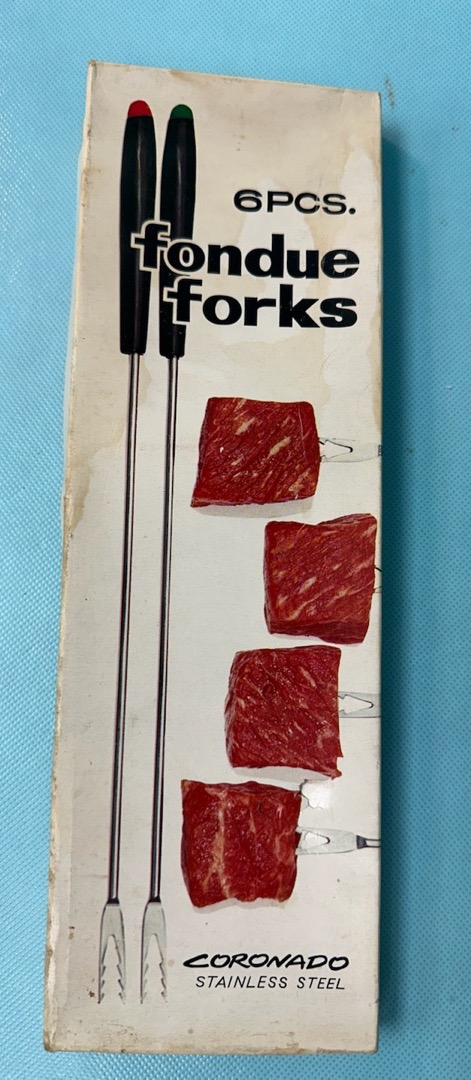 6PCS.
fondue
forks
CORONADO
STAINLESS STEEL